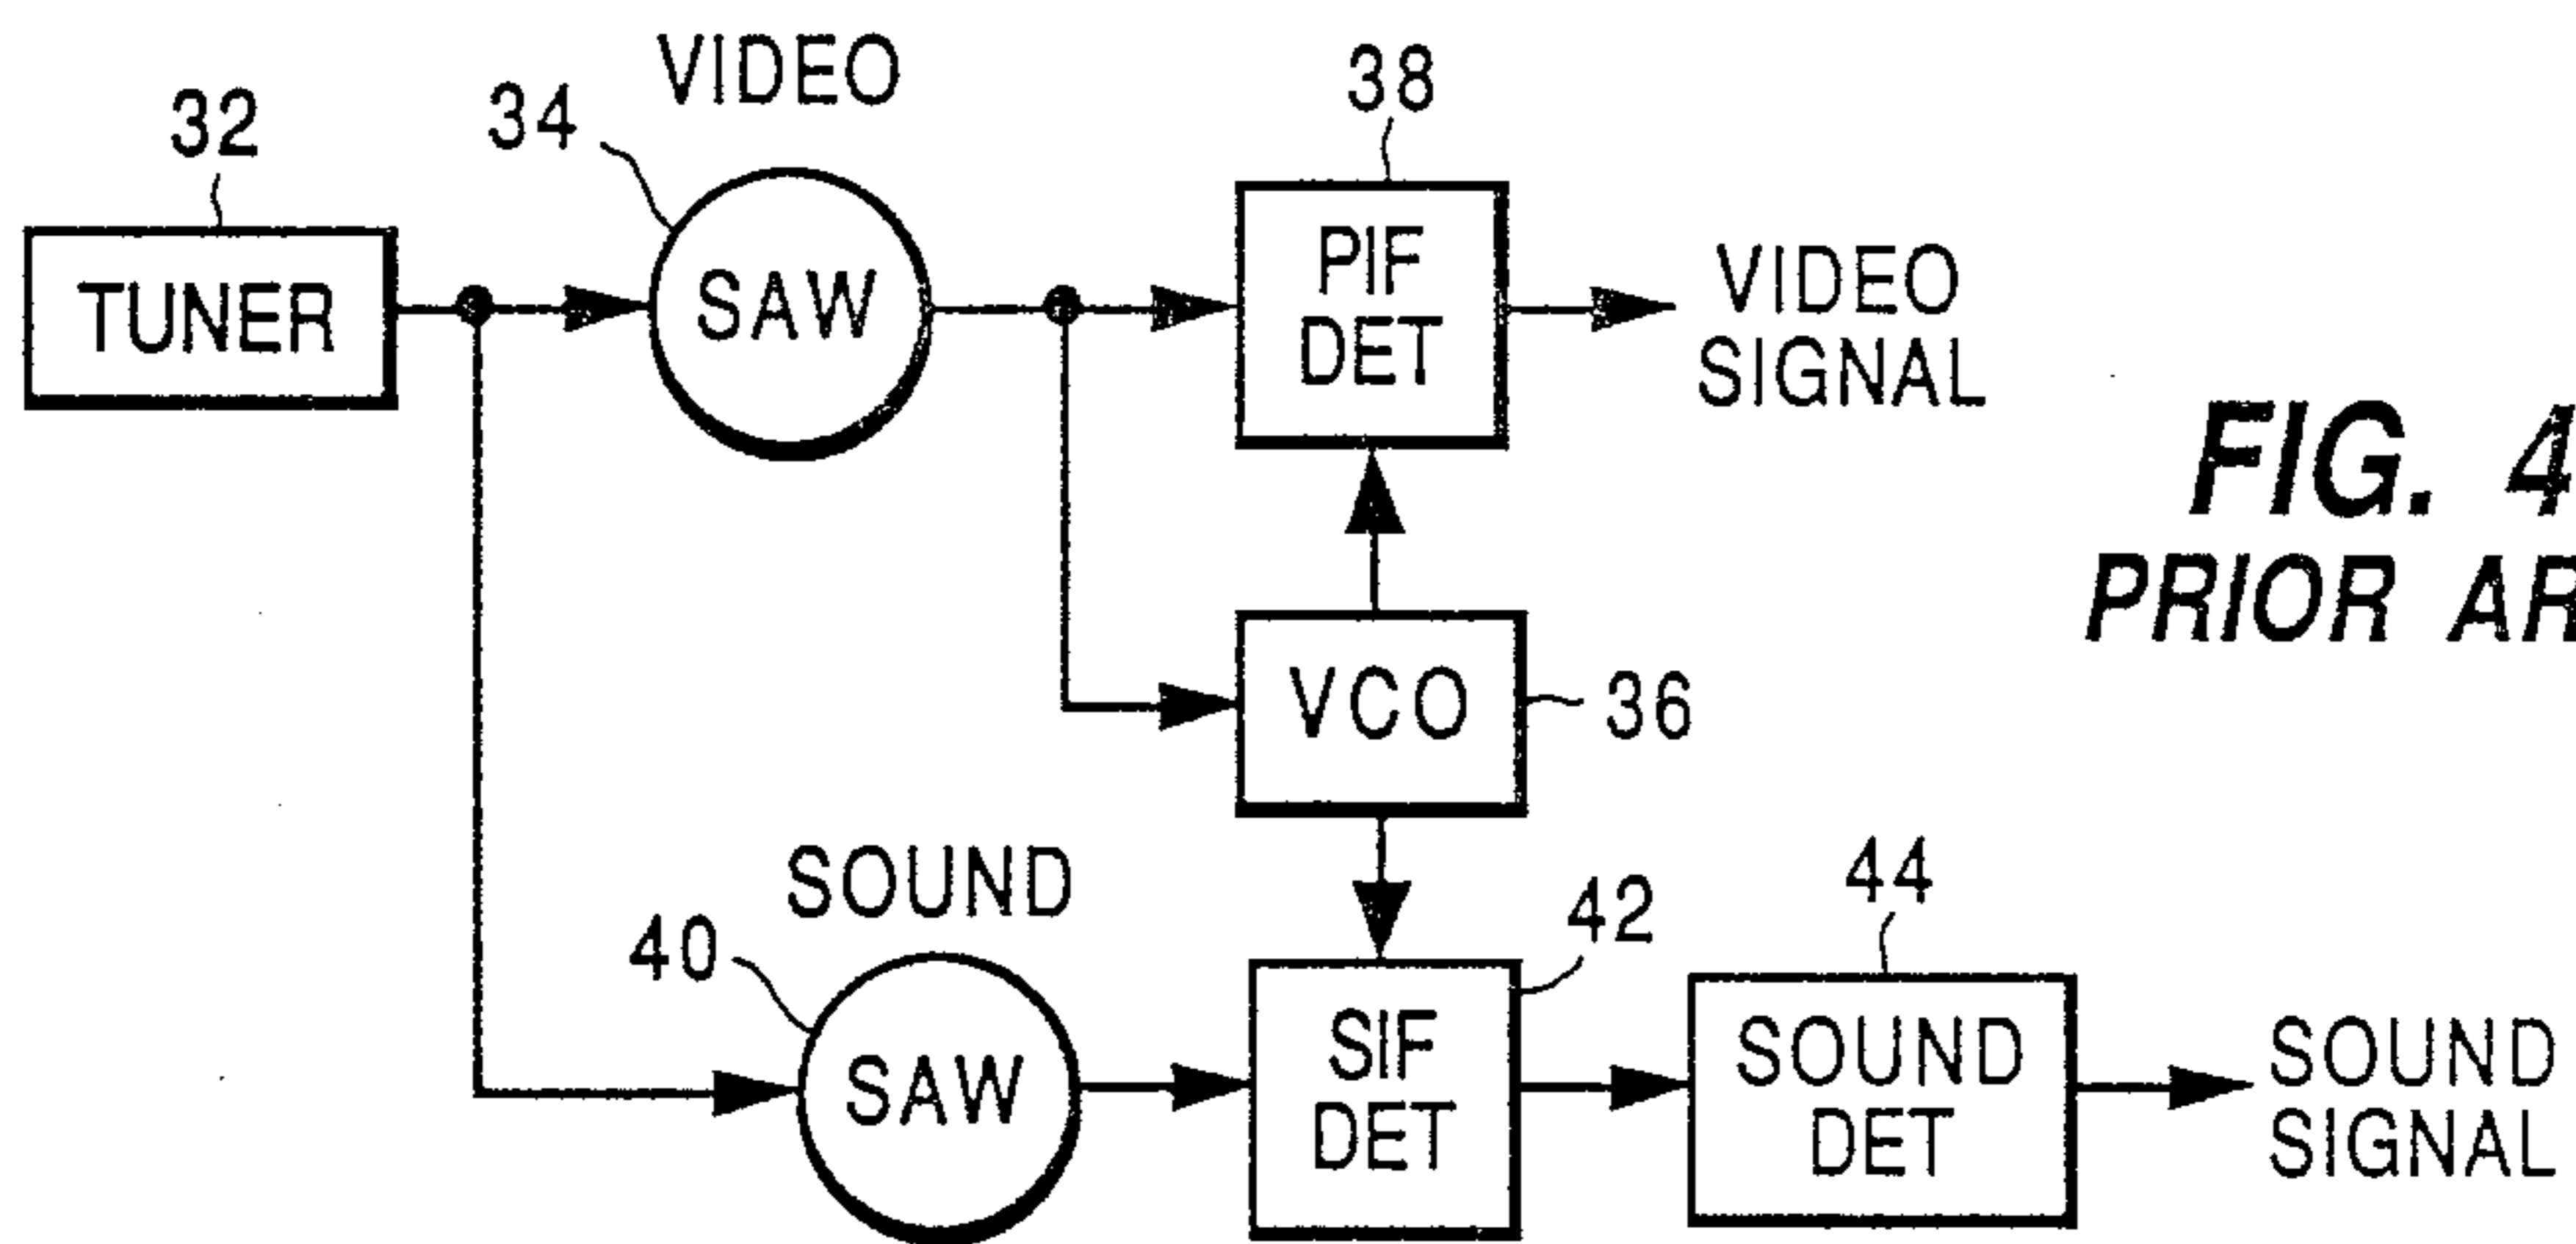 VIDEO
32
34
38
TUNER
SAW
PIF
DET
VIDEO
SIGNAL
FIG. 4
PRIOR AR
VCO
36
SOUND
40
42
44
SAW
SIF
DET
SOUND
DET
SOUND
SIGNAL